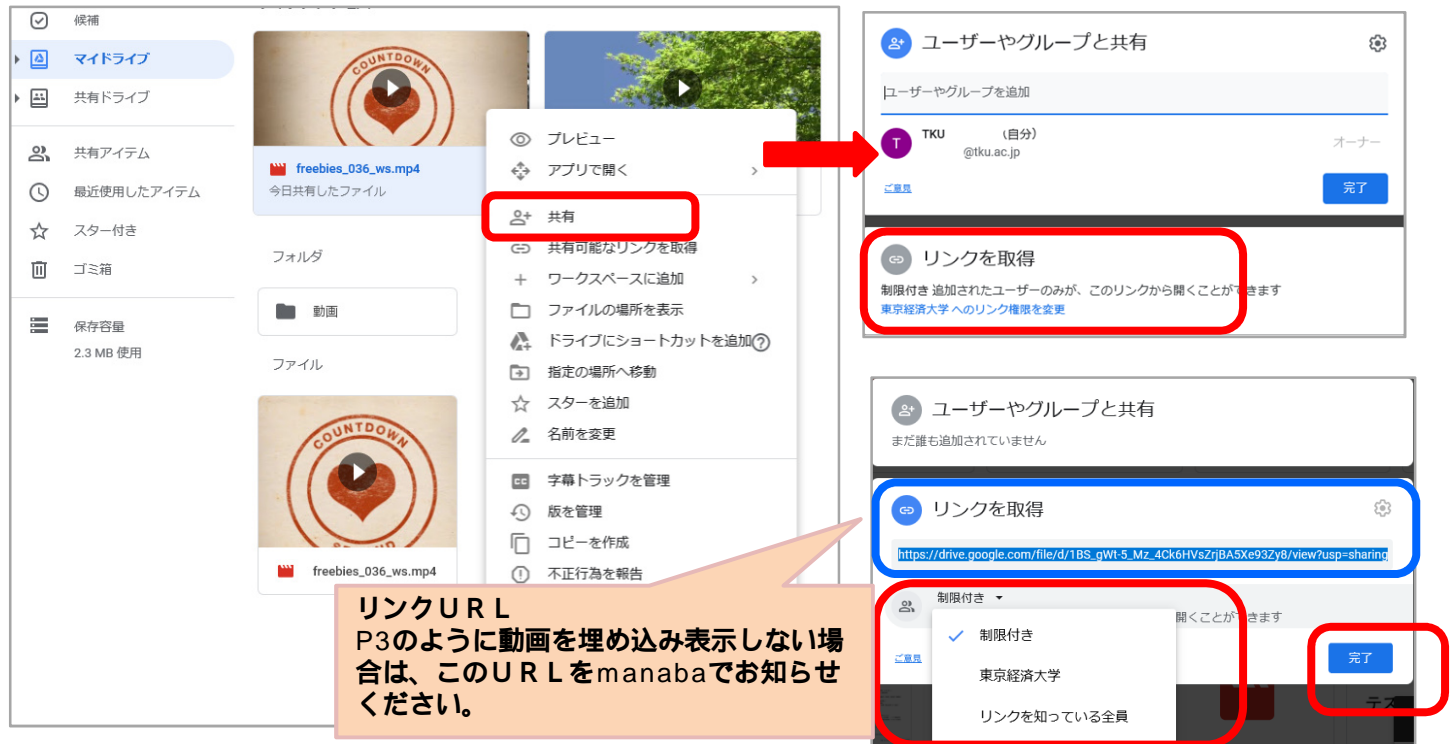 候補
マイドライブ
共有ドライブ
共有アイテム
最近使用したアイテム
スター付き
ゴミ箱
保存容量
2.3 MB 使用
COUNTDOWN
freebies_036_ws.mp4
今日共有したファイル
フォルダ
動画
ファイル
COUNTDOWN
freebies_036_ws.mp4
プレビュー
アプリで開く
共有
共有可能なリンクを取得
ワークスペースに追加
ファイルの場所を表示
ドライブにショートカットを追加
指定の場所へ移動
スターを追加
名前を変更
字幕トラックを管理
版を管理
コピーを作成
不正行為を報告
リンクＵＲＬ
P3のように動画を埋め込み表示しない場
合は、このＵＲＬをmanabaでお知らせ
ください。
ユーザーやグループと共有
ユーザーやグループを追加
T
TKU （自分）
@tku.ac.jp
オーナー
ご意見
完了
リンクを取得
制限付き 追加されたユーザーのみが、このリンクから開くことができます
東京経済大学 へのリンク権限を変更
ユーザーやグループと共有
まだ誰も追加されていません
リンクを取得
https://drive.google.com/file/d/1BS_gWt-5_Mz_4Ck6HVsZrjBA5Xe93Zy8/view?usp=sharing
制限付き
開くことができます
制限付き
東京経済大学
リンクを知っている全員
ご意見
完了